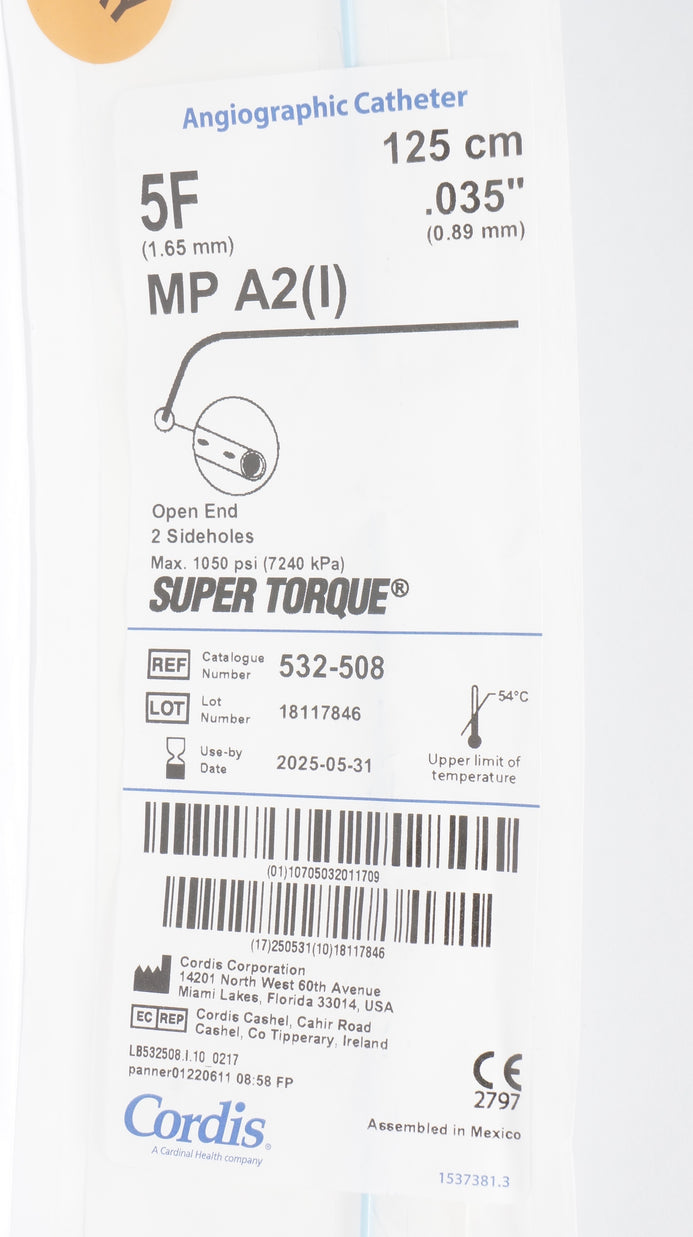 Angiographic Catheter
125 cm
5F
.035"
(1.65 mm)
(0.89 mm)
MP A2(I)
Open End
2 Sideholes
Max. 1050 psi (7240 kPa)
SUPER TORQUE®
REF Catalogue Number 532-508
LOT Lot Number 18117846
Use-by Date 2025-05-31
54°C
Upper limit of
temperature
(01)10705032011709
(17)250531(10)18117846
Cordis Corporation
14201 North West 60th Avenue
Miami Lakes, Florida 33014, USA
EC REP Cordis Cashel, Cahir Road
Cashel, Co Tipperary, Ireland
LB532508.I.10_0217
panner01220611 08:58 FP
CE
2797
Cordis®
A Cardinal Health company
Assembled in Mexico
1537381.3